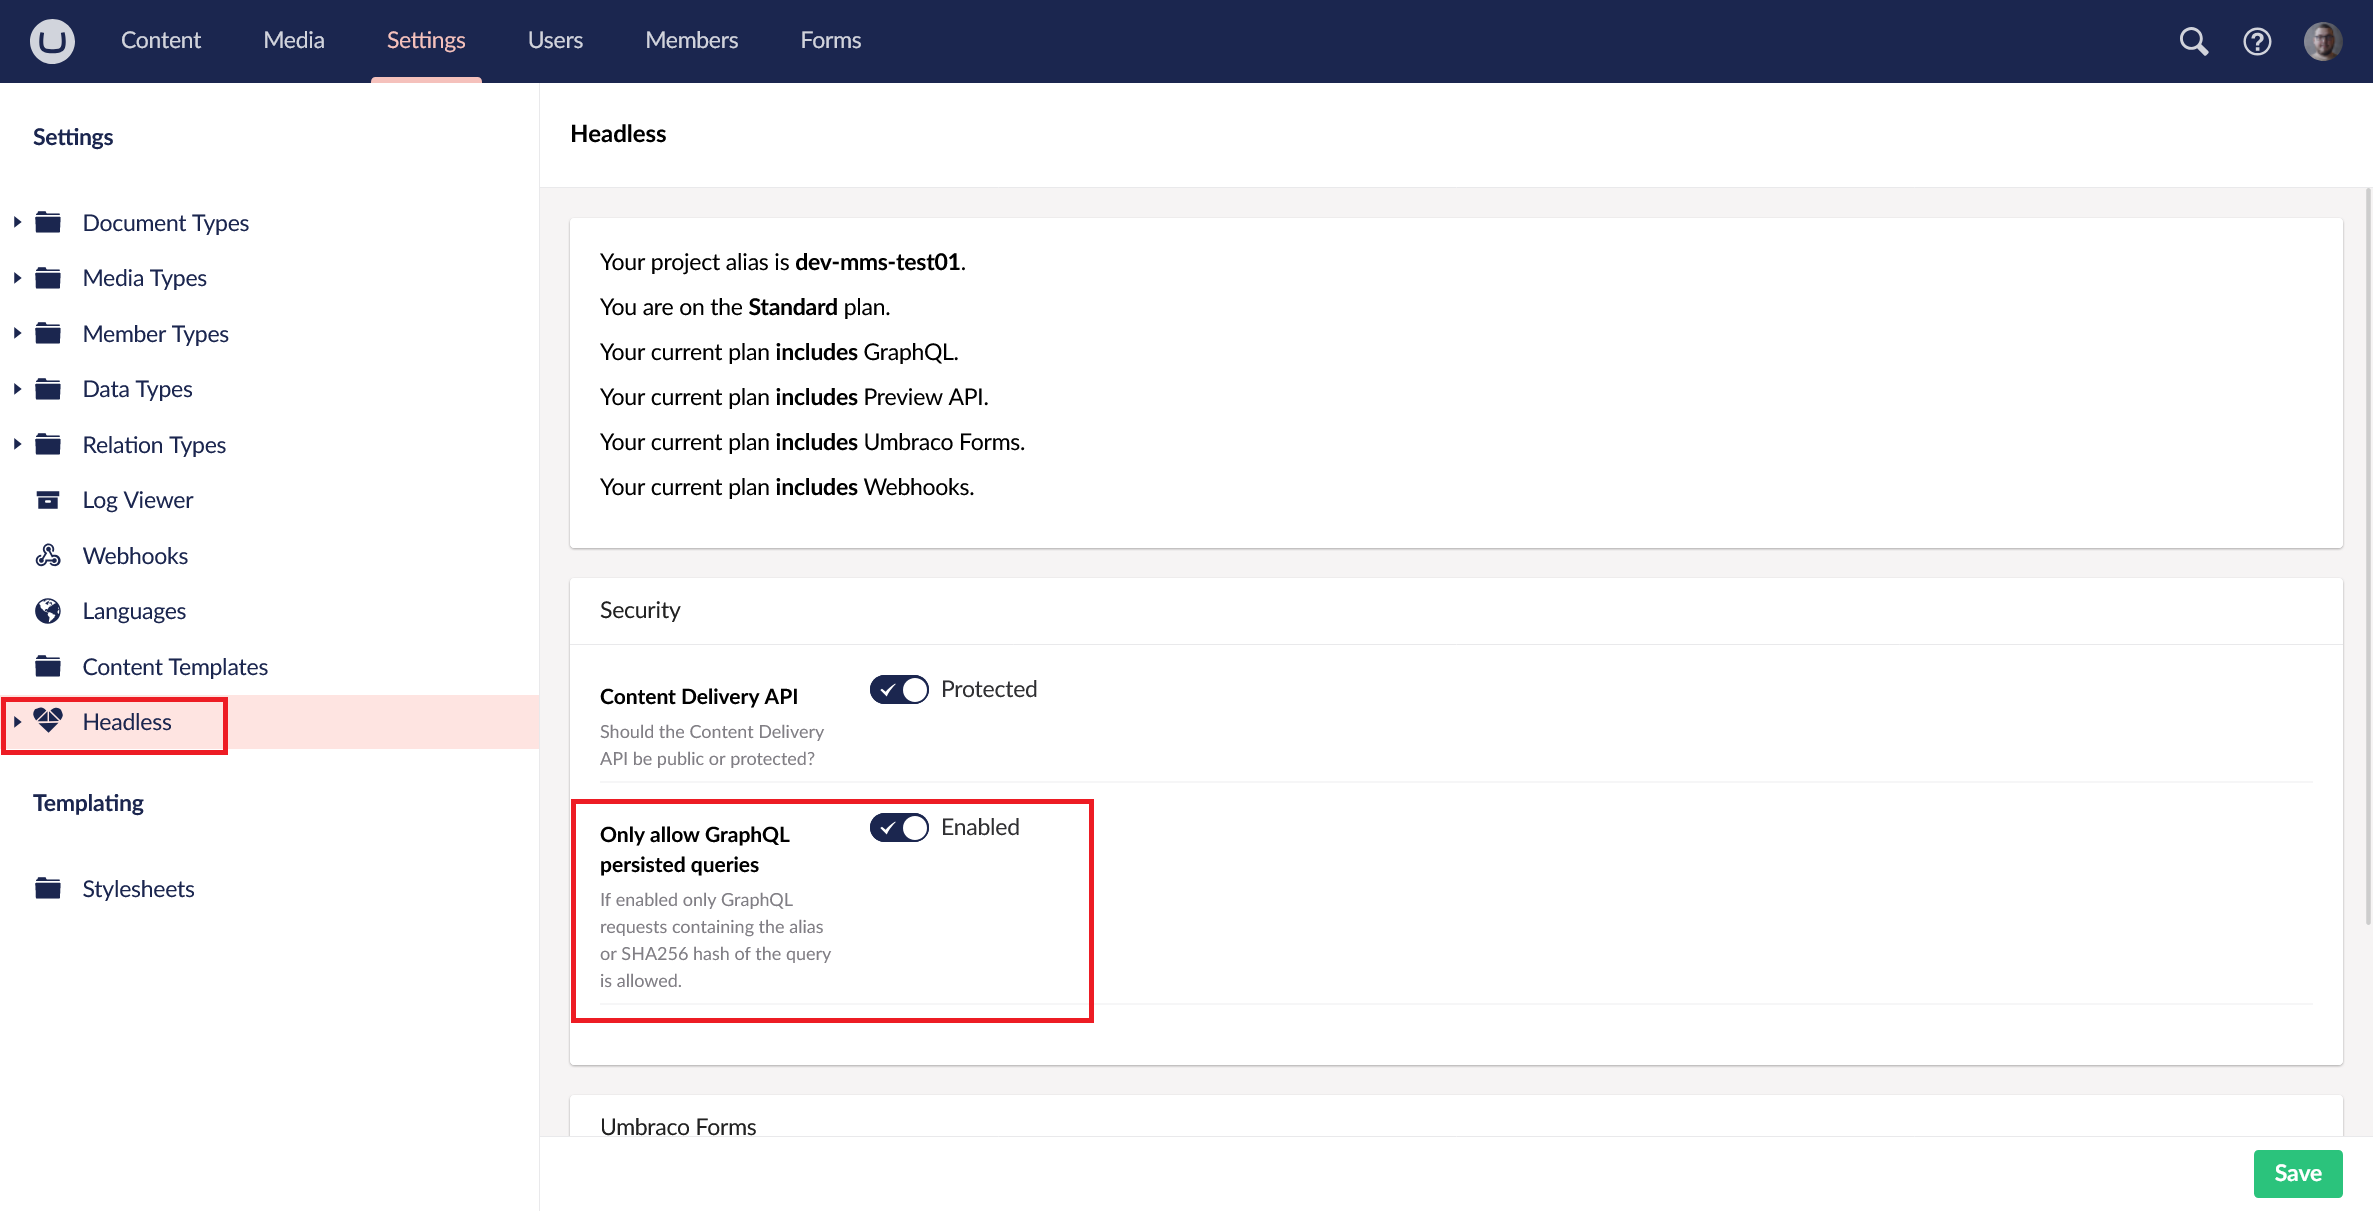 Content Media Settings Users Members Forms
Settings
Document Types
Media Types
Member Types
Data Types
Relation Types
Log Viewer
Webhooks
Languages
Content Templates
Headless
Templating
Stylesheets
Headless
Your project alias is dev-mms-test01.
You are on the Standard plan.
Your current plan includes GraphQL.
Your current plan includes Preview API.
Your current plan includes Umbraco Forms.
Your current plan includes Webhooks.
Security
Content Delivery API
Should the Content Delivery
API be public or protected?
Protected
Only allow GraphQL
persisted queries
If enabled only GraphQL
requests containing the alias
or SHA256 hash of the query
is allowed.
Enabled
Umbraco Forms
Save